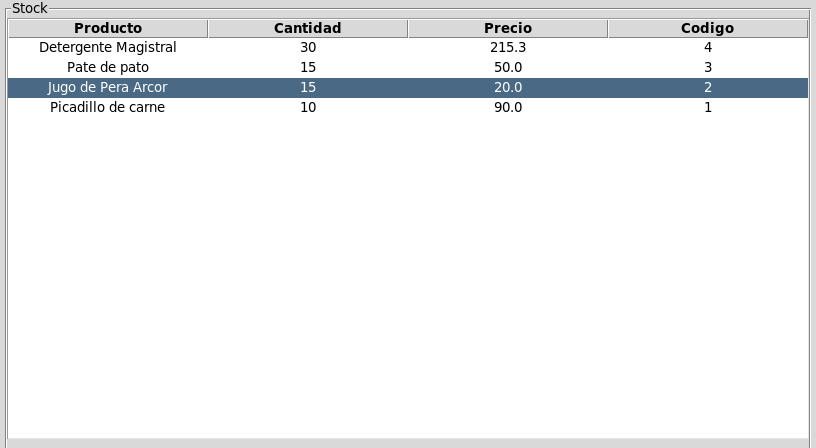 Stock
Producto Cantidad Precio Codigo
Detergente Magistral 30 215.3 4
Pate de pato 15 50.0 3
Jugo de Pera Arcor 15 20.0 2
Picadillo de carne 10 90.0 1